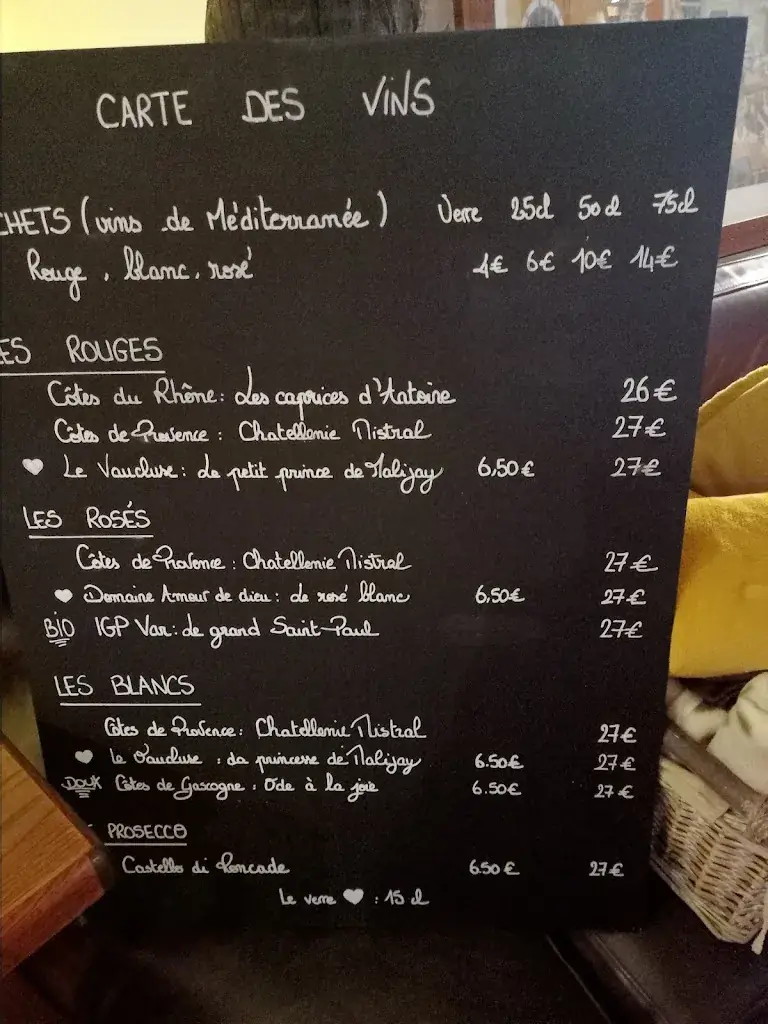 CARTE DES VINS
CHETS (vins de Méditerranée) Verre 25cl 50cl 75cl
Rouge, blanc, rosé 4€ 6€ 10€ 14€
ES ROUGES
Côtes du Rhône: Les caprices d'Antoine 26€
Côtes de Provence : Chatellenie Mistral 27€
♥ Le Vaucluse: Le petit prince de Malijay 6,50€ 27€
LES ROSÉS
Côtes de Provence : Chatellenie Mistral 27€
♥ Domaine Amour de dieu : Le rosé blanc 6,50€ 27€
BIO IGP Var: Le grand Saint-Paul 27€
LES BLANCS
Côtes de Provence: Chatellenie Mistral 27€
♥ Le Vaucluse : La princesse de Malijay 6.50€ 27€
DOUX Côtes de Gascogne : Ode à la joie 6.50€ 27€
PROSECCO
Castello di Roncade 6.50€ 27€
Le verre ♥ : 15 cl